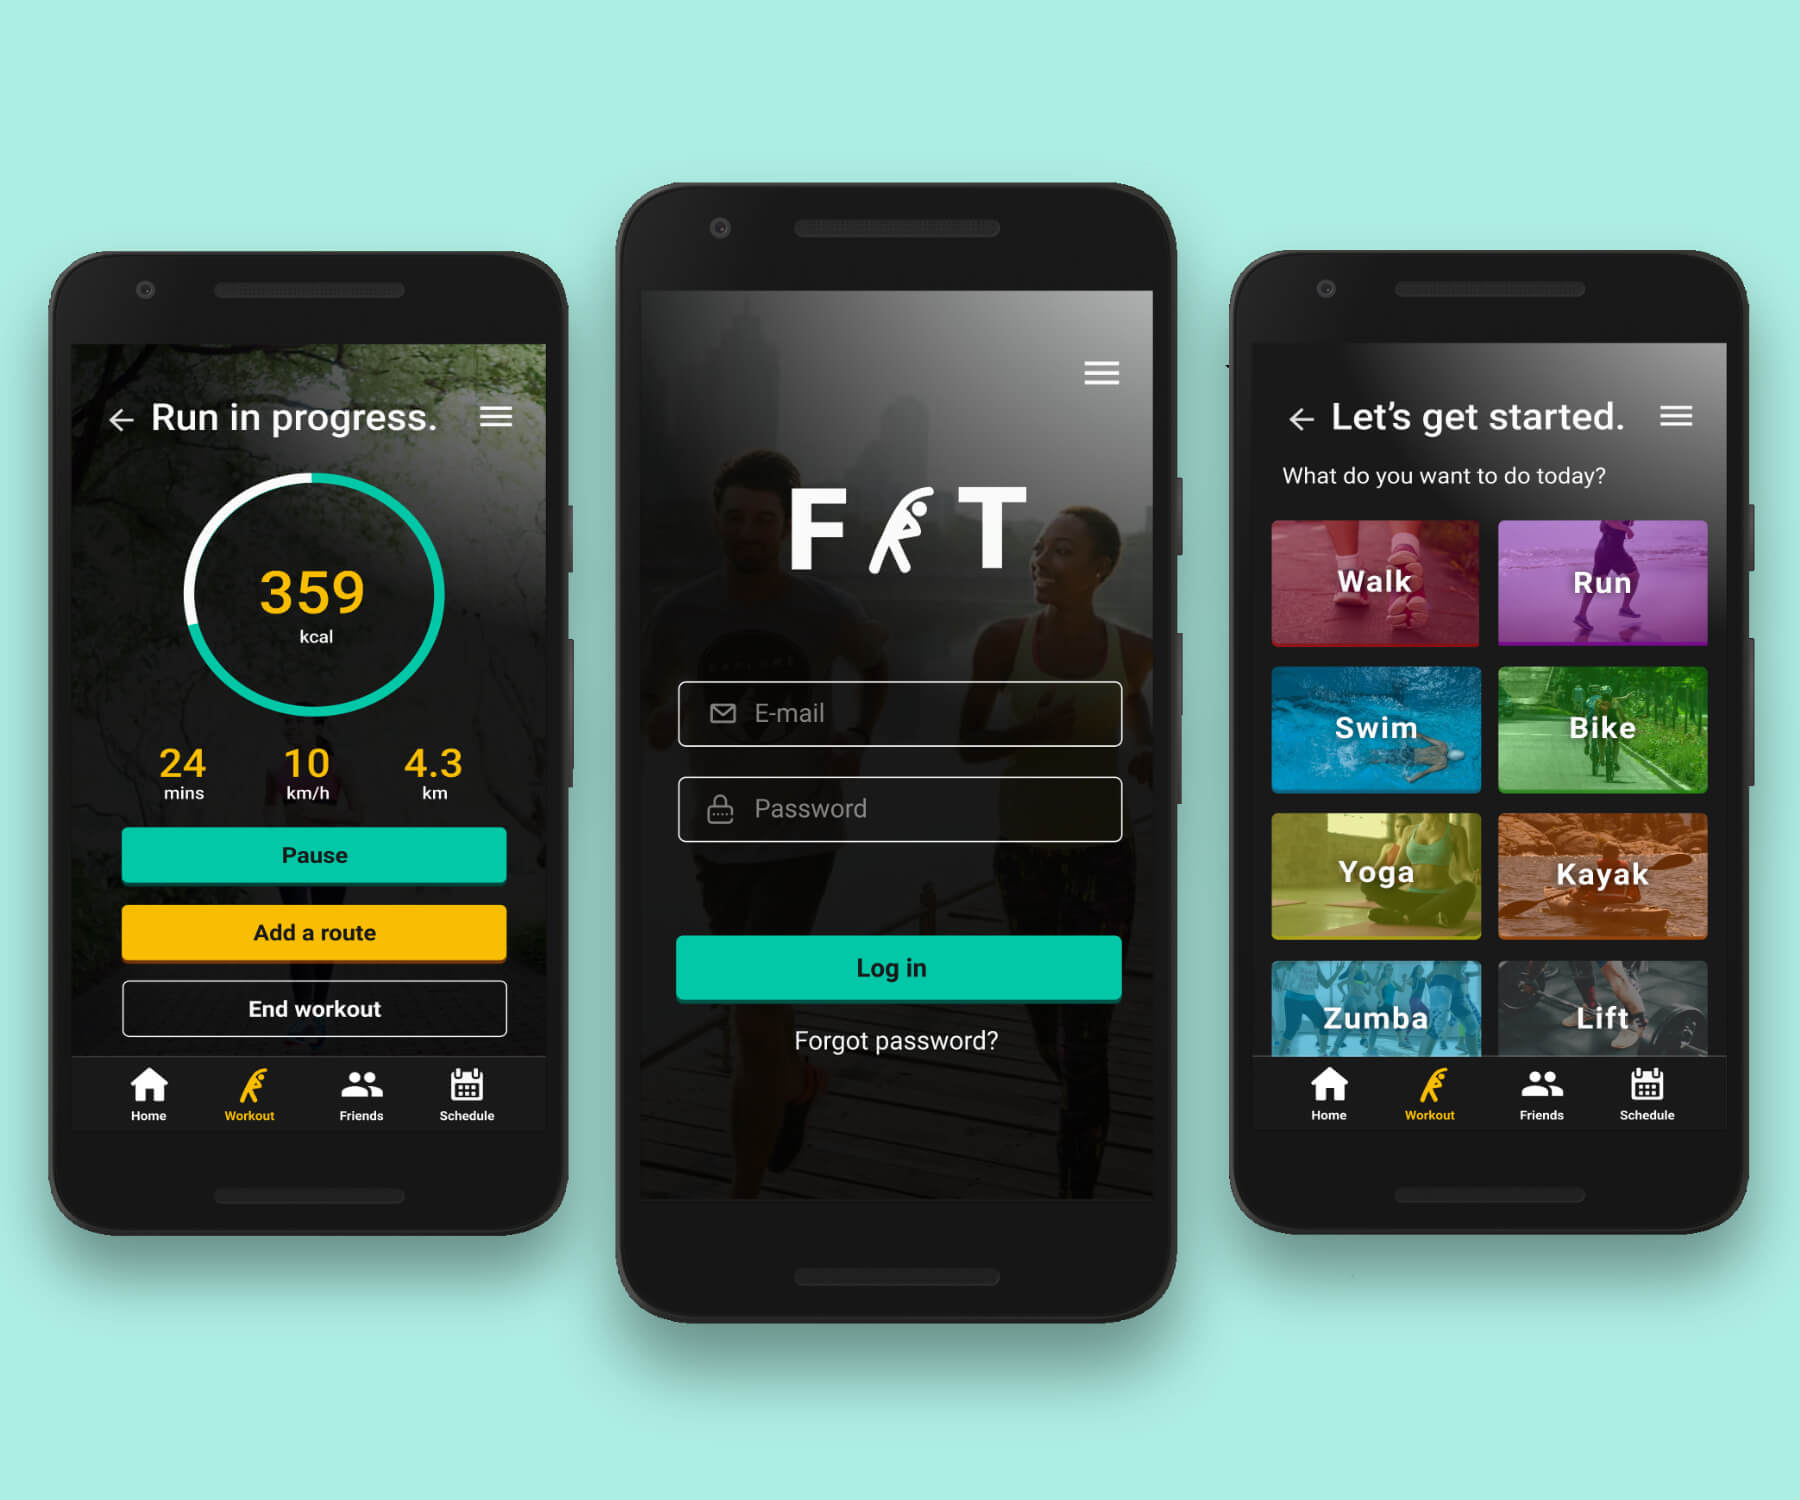 Run in progress.
359
kcal
24
mins
10
km/h
4.3
km
Pause
Add a route
End workout
Home
Workout
Friends
Schedule
F T
E-mail
Password
Log in
Forgot password?
Let's get started.
What do you want to do today?
Walk
Run
Swim
Bike
Yoga
Kayak
Zumba
Lift
Home
Workout
Friends
Schedule